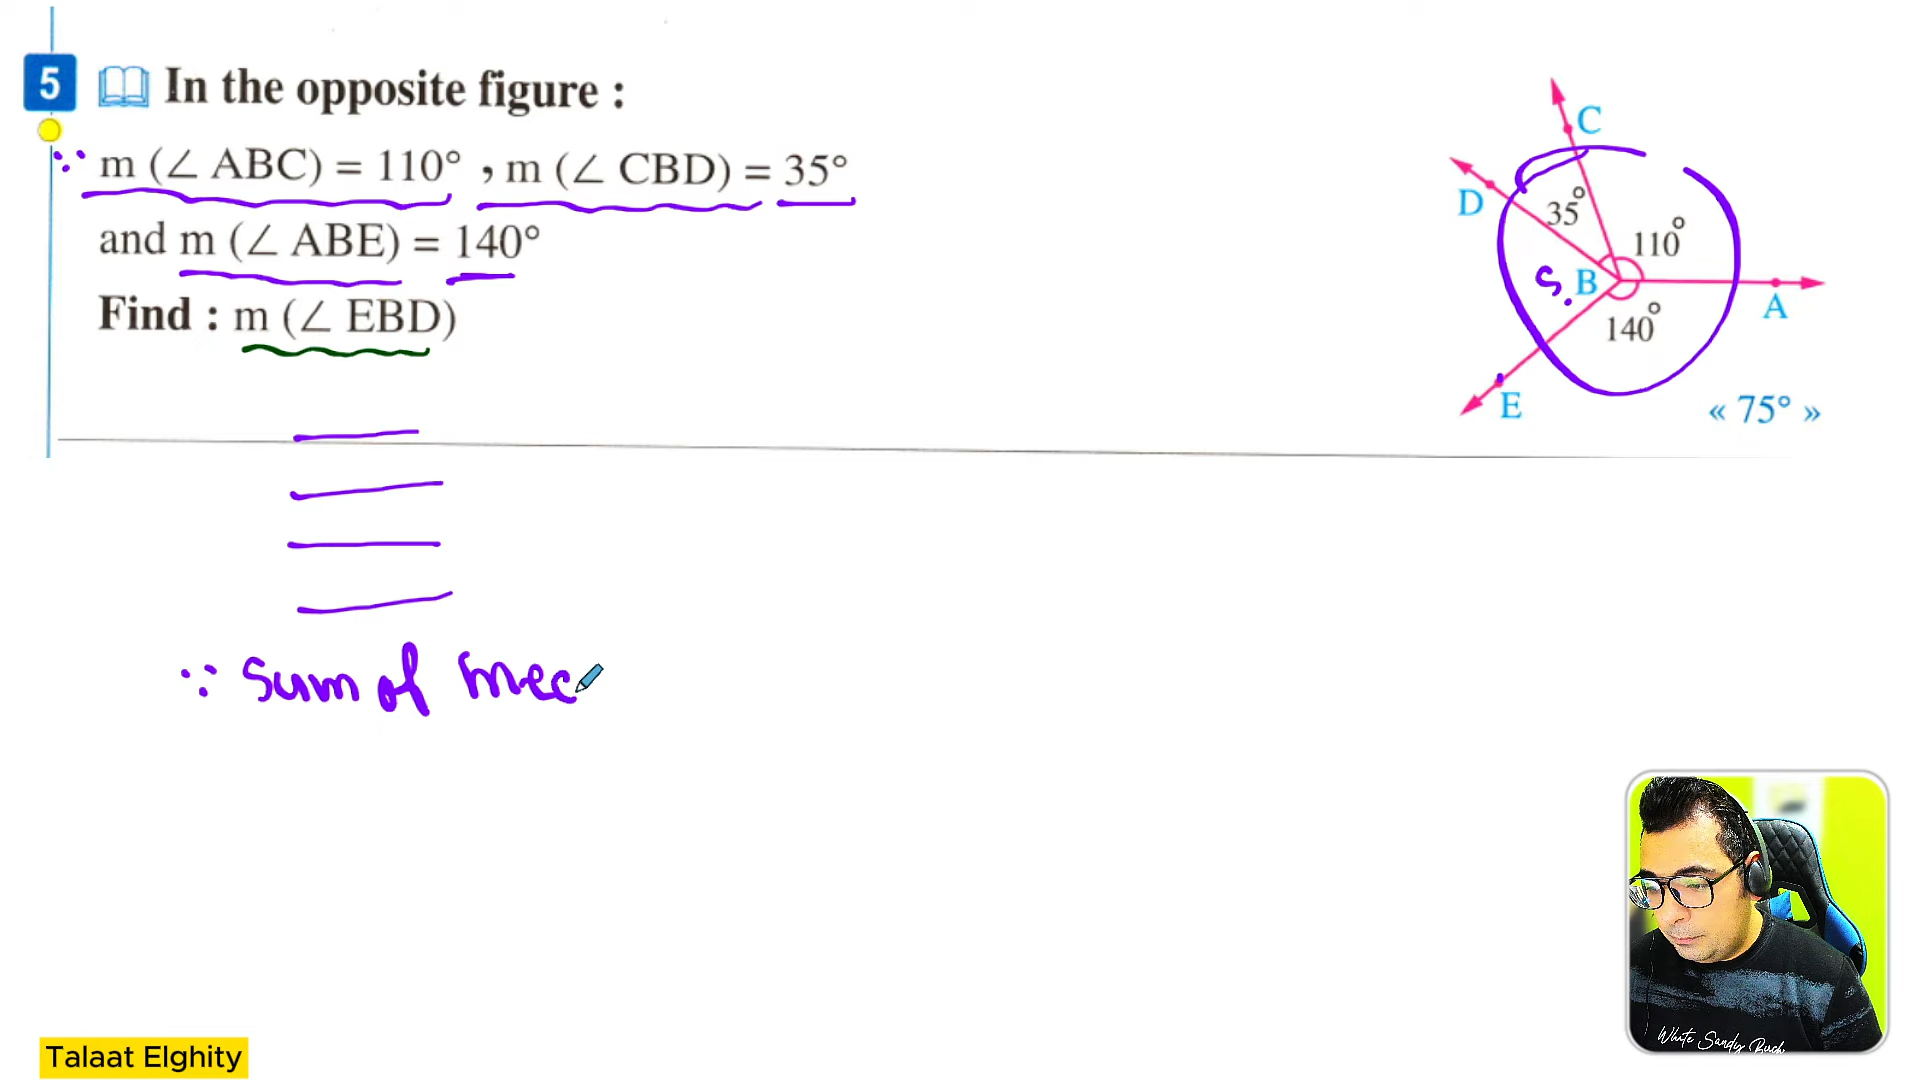 5 In the opposite figure :
∵ m (∠ ABC) = 110° , m (∠ CBD) = 35°
and m (∠ ABE) = 140°
Find : m (∠ EBD)
C
D
35°
110°
B
A
140°
E
« 75° »
∵ sum of mea
Talaat Elghity